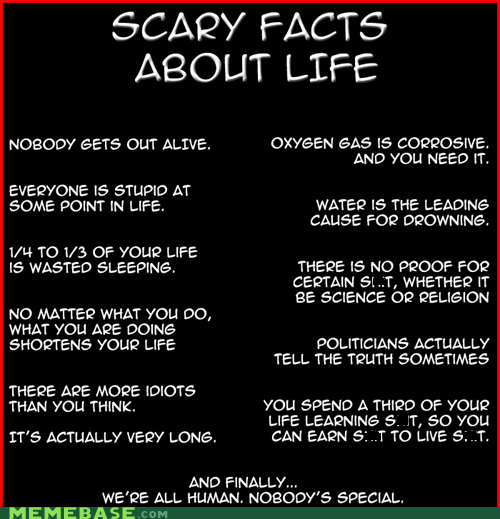 SCARY FACTS
ABOUT LIFE
NOBODY GETS OUT ALIVE.
EVERYONE IS STUPID AT
SOME POINT IN LIFE.
1/4 TO 1/3 OF YOUR LIFE
IS WASTED SLEEPING.
NO MATTER WHAT YOU DO,
WHAT YOU ARE DOING
SHORTENS YOUR LIFE
THERE ARE MORE IDIOTS
THAN YOU THINK.
IT'S ACTUALLY VERY LONG.
OXYGEN GAS IS CORROSIVE.
AND YOU NEED IT.
WATER IS THE LEADING
CAUSE FOR DROWNING.
THERE IS NO PROOF FOR
CERTAIN S...T, WHETHER IT
BE SCIENCE OR RELIGION
POLITICIANS ACTUALLY
TELL THE TRUTH SOMETIMES
YOU SPEND A THIRD OF YOUR
LIFE LEARNING S...T, SO YOU
CAN EARN S...T TO LIVE S...T.
AND FINALLY...
WE'RE ALL HUMAN. NOBODY'S SPECIAL.
MEMEBASE.COM